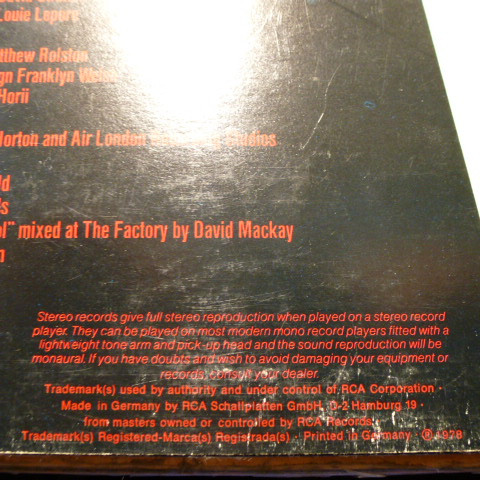 Louie Lepore
tthew Rolston
gn Franklyn
Horii
Morton and Air London
ld
ls
ol" mixed at The Factory by David Mackay
n
Stereo records give full stereo reproduction when played on a stereo record
player. They can be played on most modern mono record players fitted with a
lightweight tone arm and pick-up head and the sound reproduction will be
monaural. If you have doubts and wish to avoid damaging your equipment or
records, consult your dealer.
Trademark(s) used by authority and under control of RCA Corporation ·
Made in Germany by RCA Schallplatten GmbH, D-2 Hamburg 19 ·
from masters owned or controlled by RCA Records
Trademark(s) Registered-Marca(s) Registrada(s) · Printed in Germany · ℗ 1978